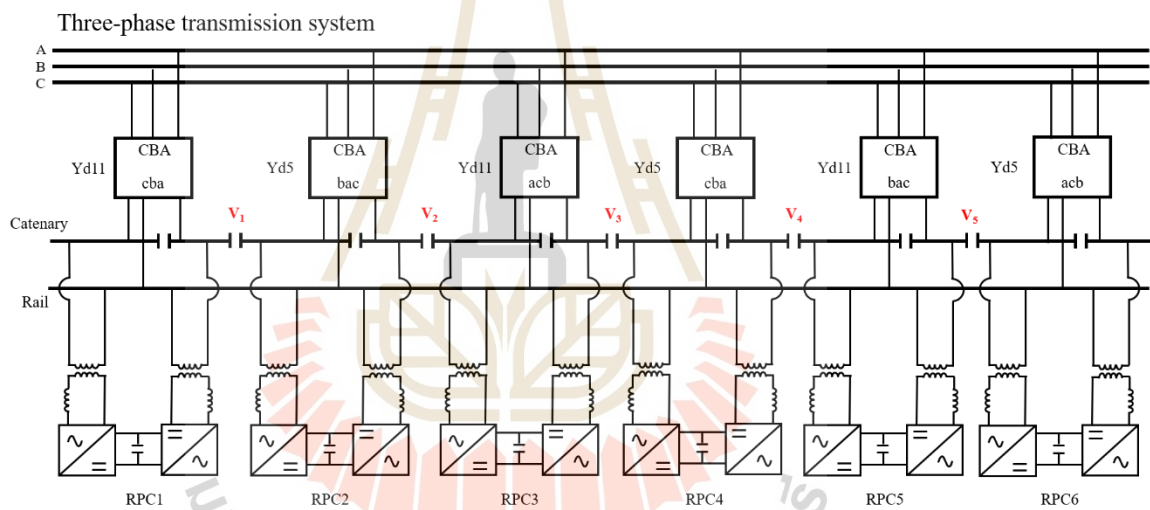 Three-phase transmission system
A
B
C
Yd11 CBA cba
Yd5 CBA bac
Yd11 CBA acb
Yd5 CBA cba
Yd11 CBA bac
Yd5 CBA acb
Catenary V₁ V₂ V₃ V₄ V₅
Rail
RPC1 RPC2 RPC3 RPC4 RPC5 RPC6